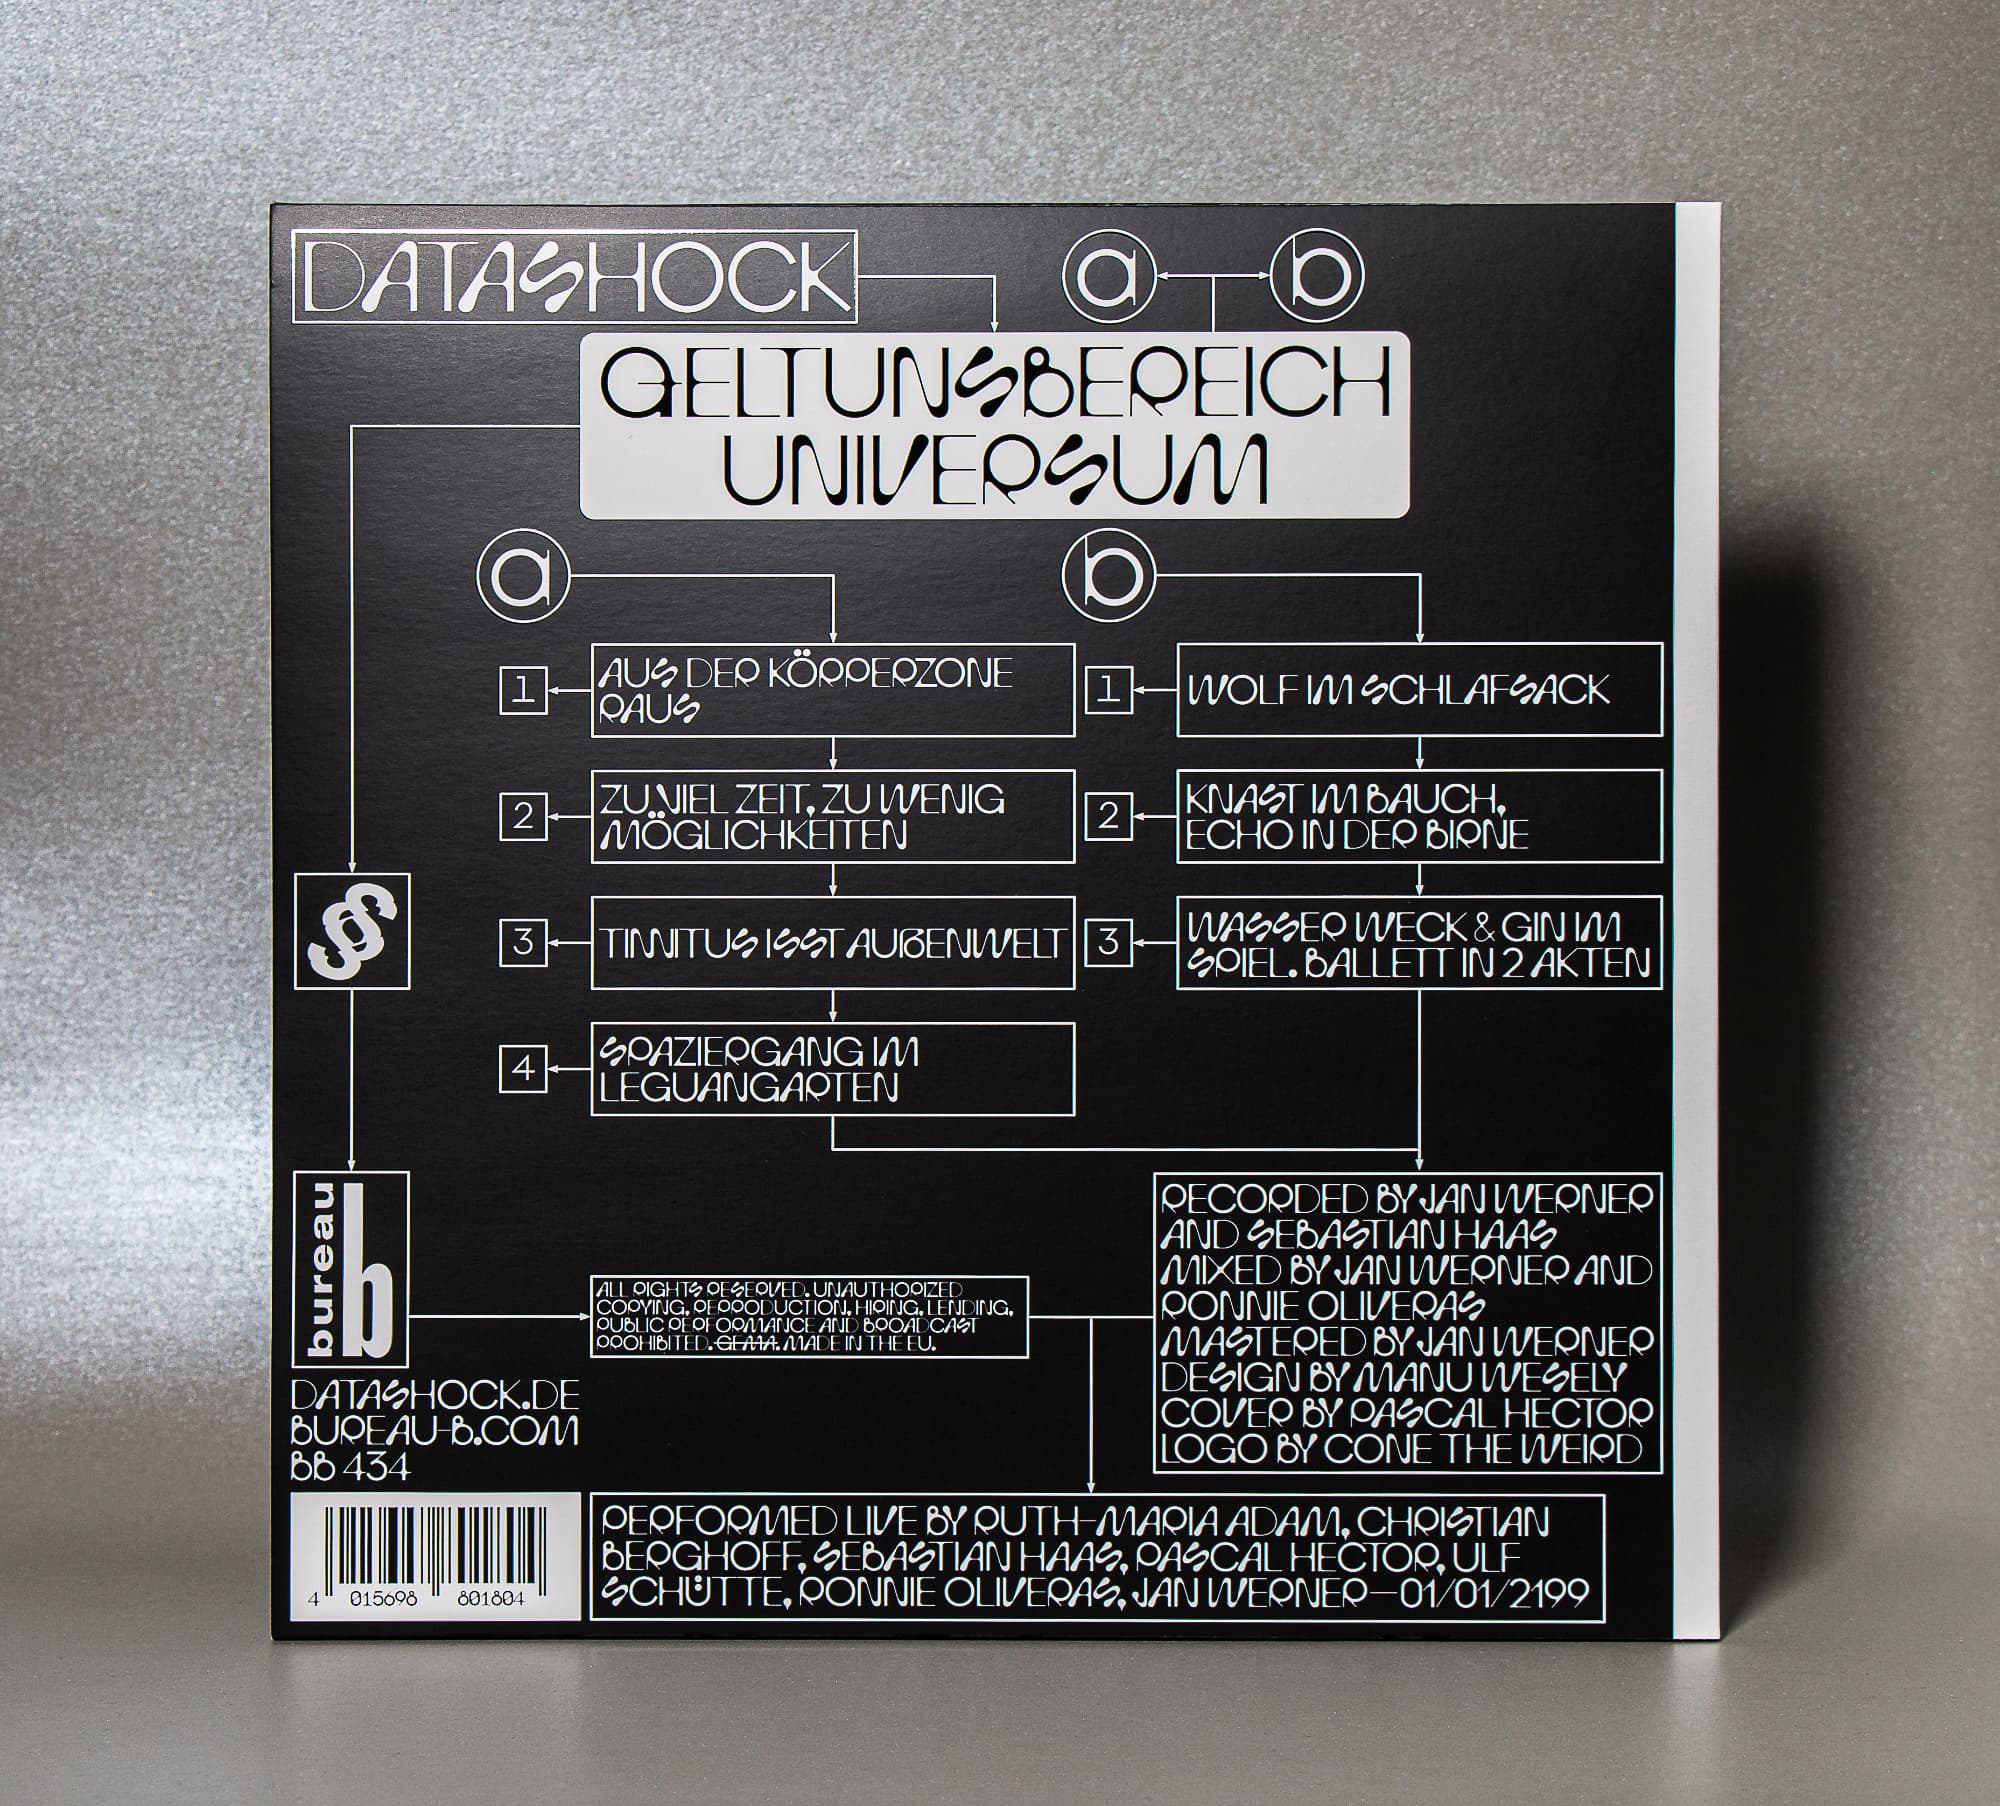 DATASHOCK
a b
GELTUNSBEREICH
UNIVERSUM
a
1 AUS DER KÖRPERZONE
RAUS
2 ZU VIEL ZEIT, ZU WENIG
MÖGLICHKEITEN
3 TINNITUS ISST AUßENWELT
4 SPAZIERGANG IM
LEGUANGARTEN
b
1 WOLF IM SCHLAFSACK
2 KNAST IM BAUCH,
ECHO IN DER BIRNE
3 WASSER WECK & GIN IM
SPIEL. BALLETT IN 2 AKTEN
§
bureau b
ALL RIGHTS RESERVED. UNAUTHORIZED
COPYING, REPRODUCTION, HIRING, LENDING,
PUBLIC PERFORMANCE AND BROADCAST
PROHIBITED. GEMA. MADE IN THE EU.
RECORDED BY JAN WERNER
AND SEBASTIAN HAAS
MIXED BY JAN WERNER AND
RONNIE OLIVERAS
MASTERED BY JAN WERNER
DESIGN BY MANU WESELY
COVER BY PASCAL HECTOR
LOGO BY CONE THE WEIRD
DATASHOCK.DE
BUREAU-B.COM
BB 434
4 015698 801804
PERFORMED LIVE BY RUTH-MARIA ADAM, CHRISTIAN
BERGHOFF, SEBASTIAN HAAS, PASCAL HECTOR, ULF
SCHÜTTE, RONNIE OLIVERAS, JAN WERNER—01/01/2199